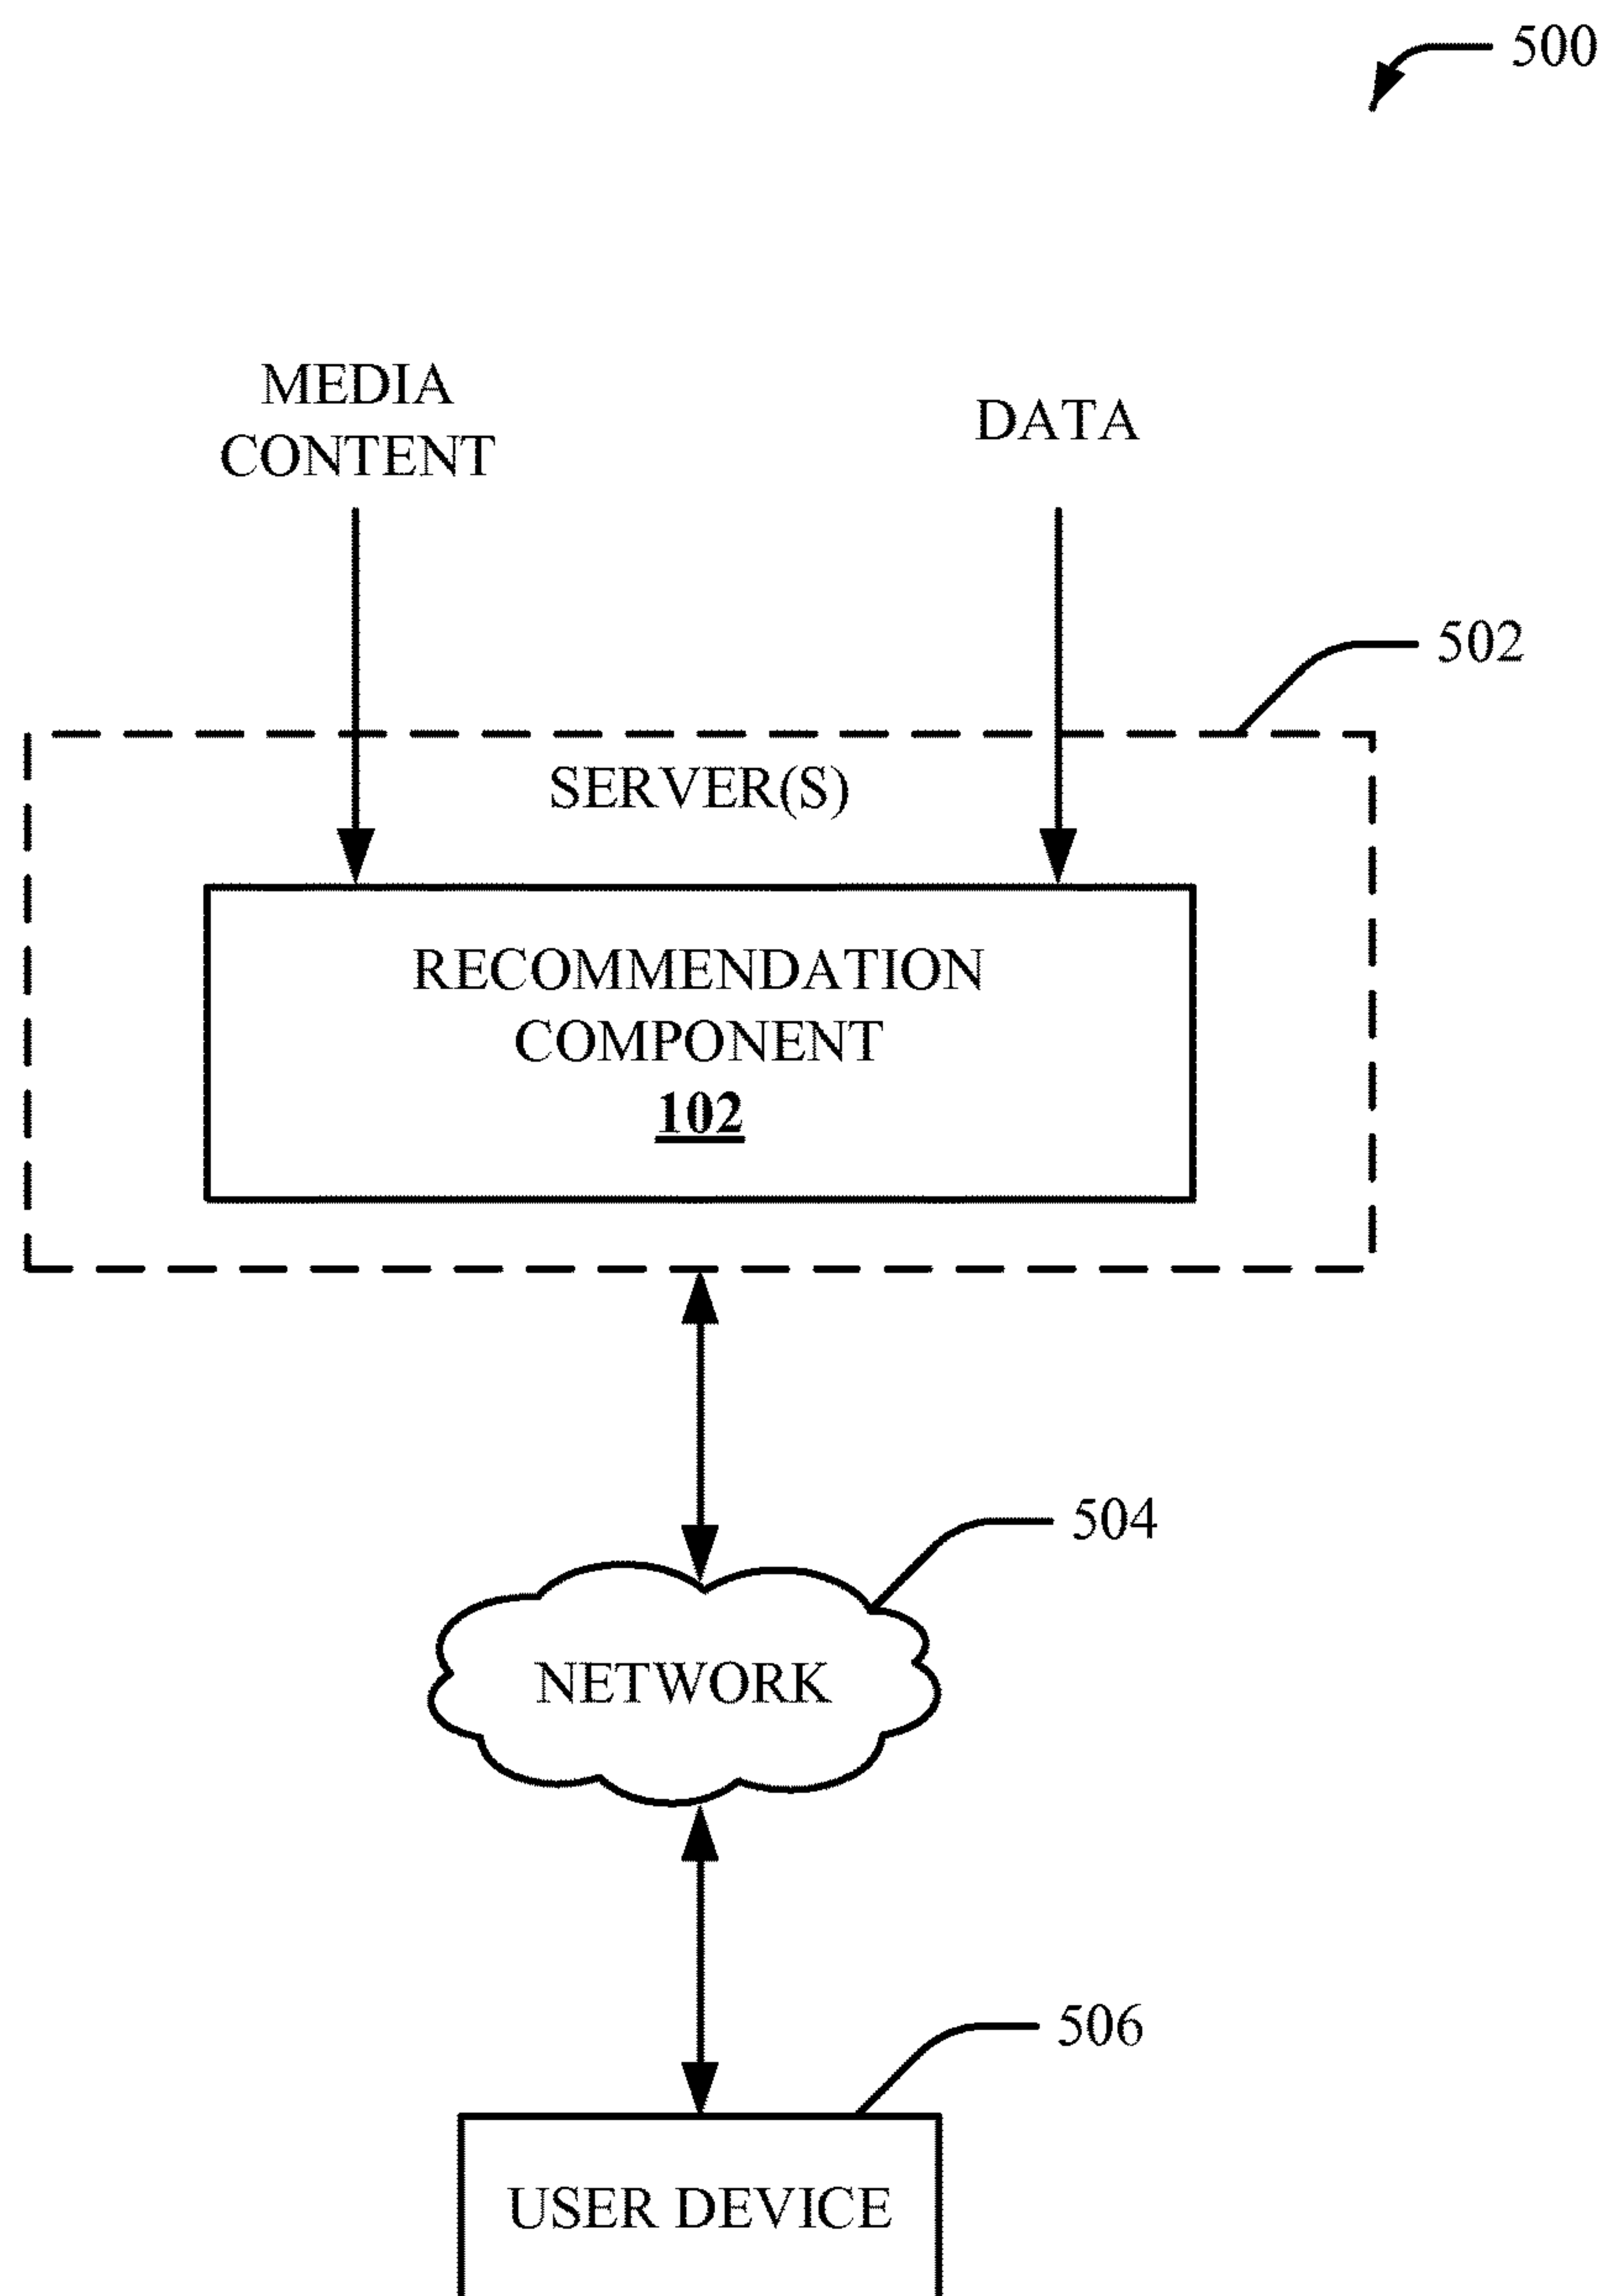 500
MEDIA
CONTENT
DATA
502
SERVER(S)
RECOMMENDATION
COMPONENT
102
504
NETWORK
506
USER DEVICE